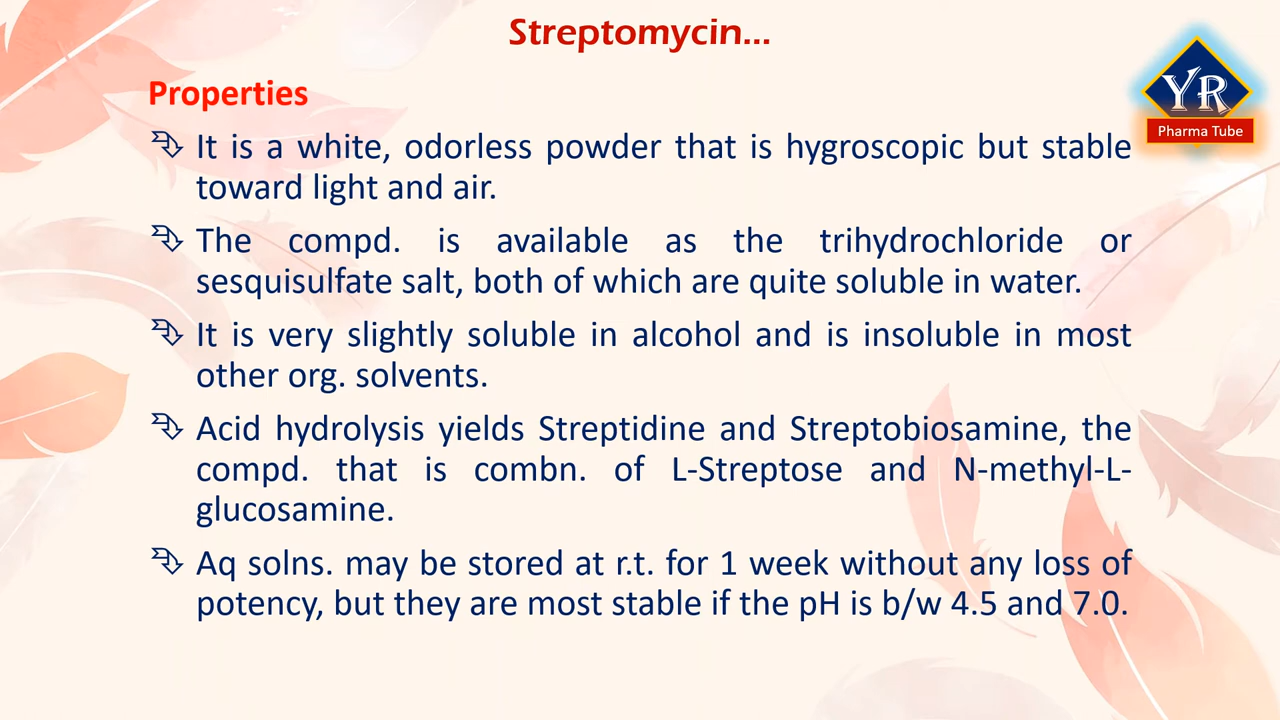 Streptomycin...
YR
Pharma Tube
Properties
It is a white, odorless powder that is hygroscopic but stable
toward light and air.
The compd. is available as the trihydrochloride or
sesquisulfate salt, both of which are quite soluble in water.
It is very slightly soluble in alcohol and is insoluble in most
other org. solvents.
Acid hydrolysis yields Streptidine and Streptobiosamine, the
compd. that is combn. of L-Streptose and N-methyl-L-
glucosamine.
Aq solns. may be stored at r.t. for 1 week without any loss of
potency, but they are most stable if the pH is b/w 4.5 and 7.0.